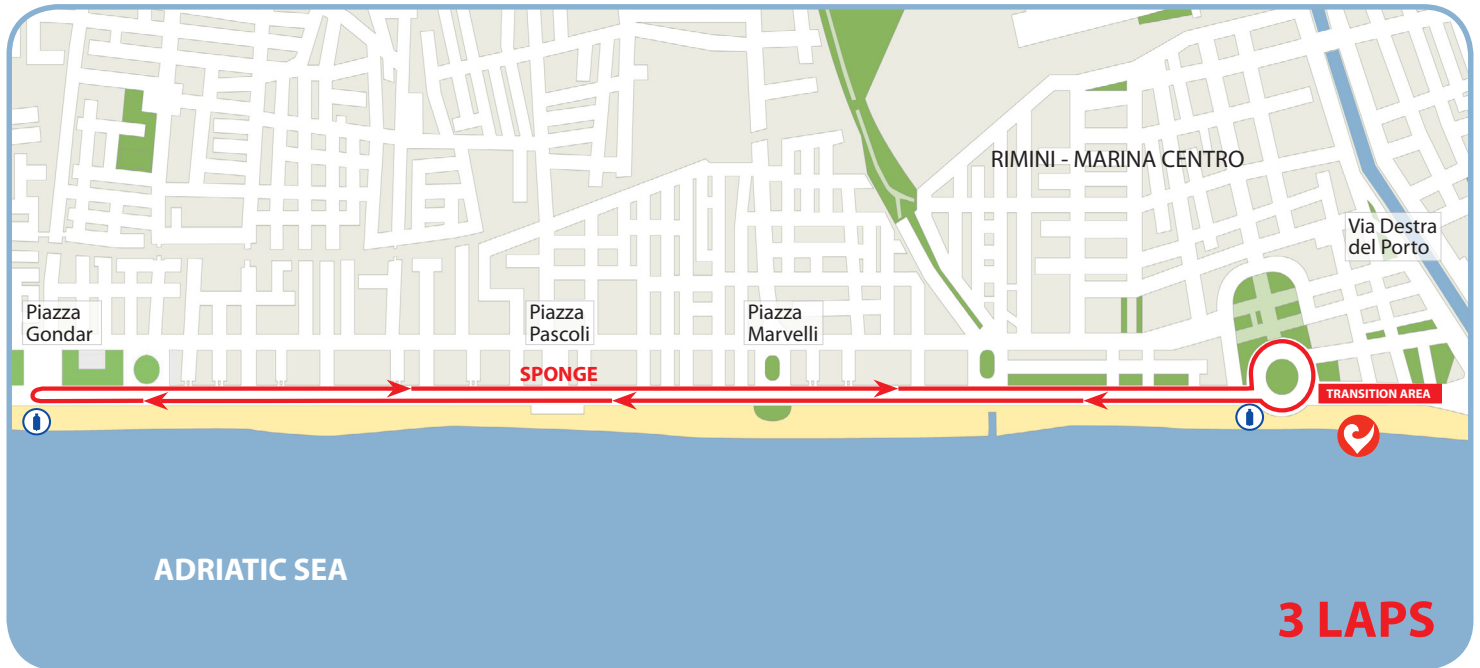 RIMINI - MARINA CENTRO
Via Destra
del Porto
Piazza
Gondar
Piazza
Pascoli
Piazza
Marvelli
SPONGE
TRANSITION AREA
ADRIATIC SEA
3 LAPS